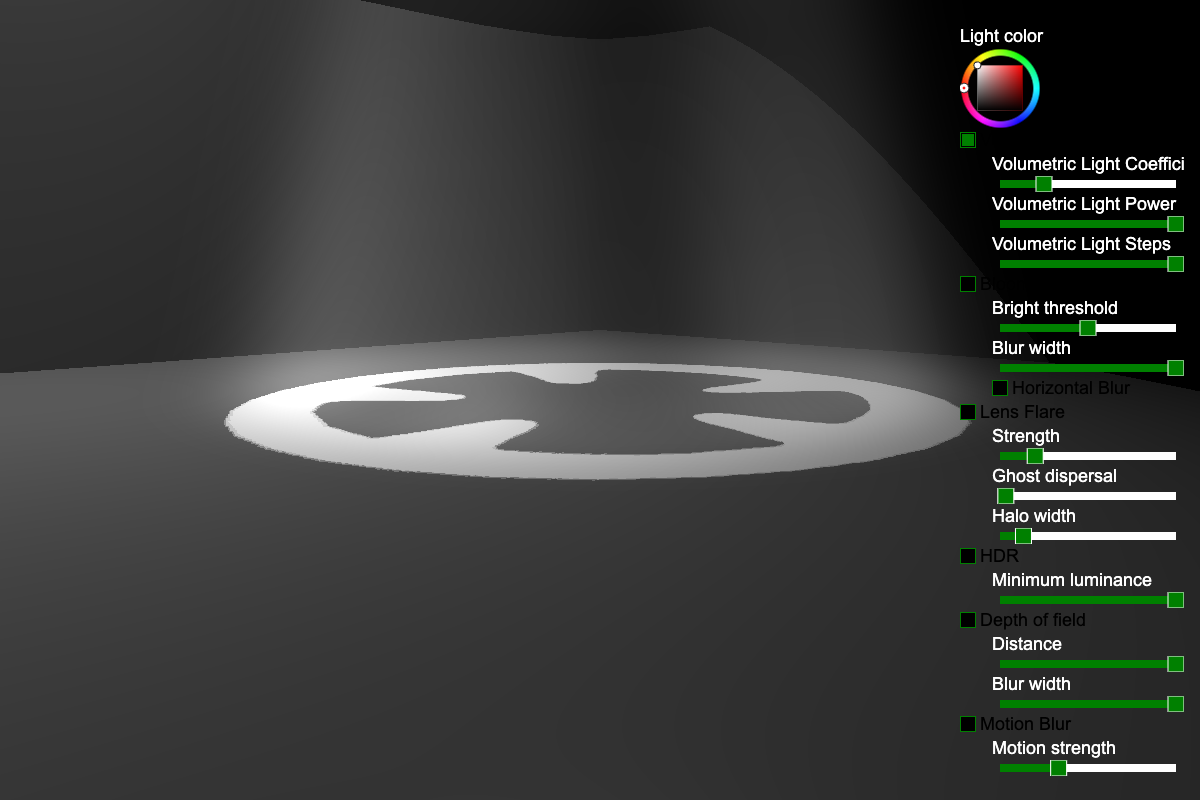 Light color
Volumetric Light Coeffici
Volumetric Light Power
Volumetric Light Steps
Bright threshold
Blur width
Horizontal Blur
Lens Flare
Strength
Ghost dispersal
Halo width
HDR
Minimum luminance
Depth of field
Distance
Blur width
Motion Blur
Motion strength